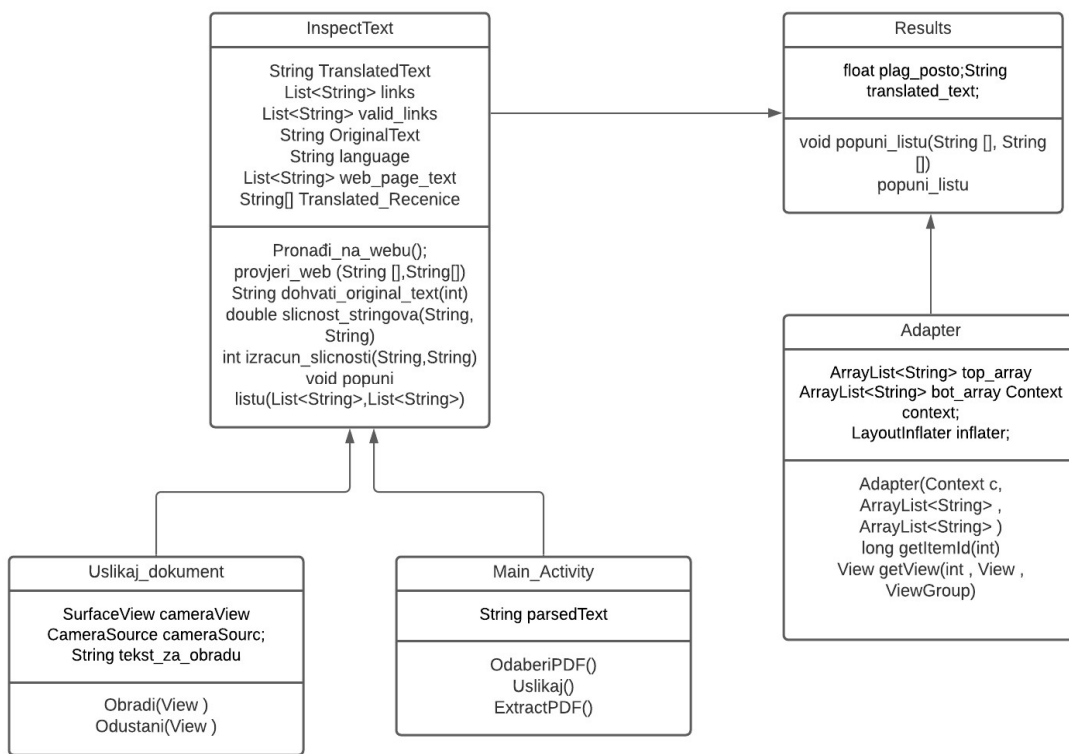 InspectText
String TranslatedText
List<String> links
List<String> valid_links
String OriginalText
String language
List<String> web_page_text
String[] Translated_Recenice
Pronađi_na_webu();
provjeri_web (String [],String[])
String dohvati_original_text(int)
double slicnost_stringova(String,
String)
int izracun_slicnosti(String,String)
void popuni
listu(List<String>,List<String>)
Results
float plag_posto;String
translated_text;
void popuni_listu(String [], String
[])
popuni_listu
Adapter
ArrayList<String> top_array
ArrayList<String> bot_array Context
context;
LayoutInflater inflater;
Adapter(Context c,
ArrayList<String> ,
ArrayList<String> )
long getItemId(int)
View getView(int , View ,
ViewGroup)
Uslikaj_dokument
SurfaceView cameraView
CameraSource cameraSourc;
String tekst_za_obradu
Obradi(View )
Odustani(View )
Main_Activity
String parsedText
OdaberiPDF()
Uslikaj()
ExtractPDF()